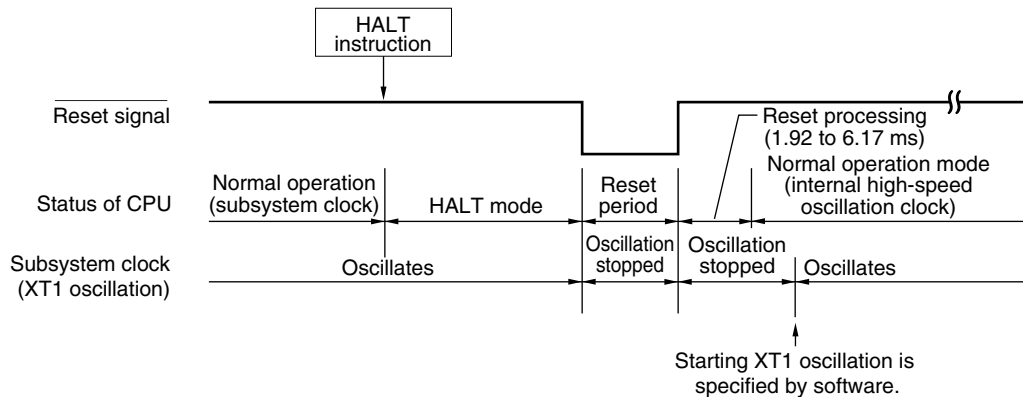 HALT
instruction
Reset signal
Reset processing
(1.92 to 6.17 ms)
Status of CPU
Normal operation
(subsystem clock)
HALT mode
Reset
period
Normal operation mode
(internal high-speed
oscillation clock)
Subsystem clock
(XT1 oscillation)
Oscillates
Oscillation
stopped
Oscillation
stopped
Oscillates
Starting XT1 oscillation is
specified by software.